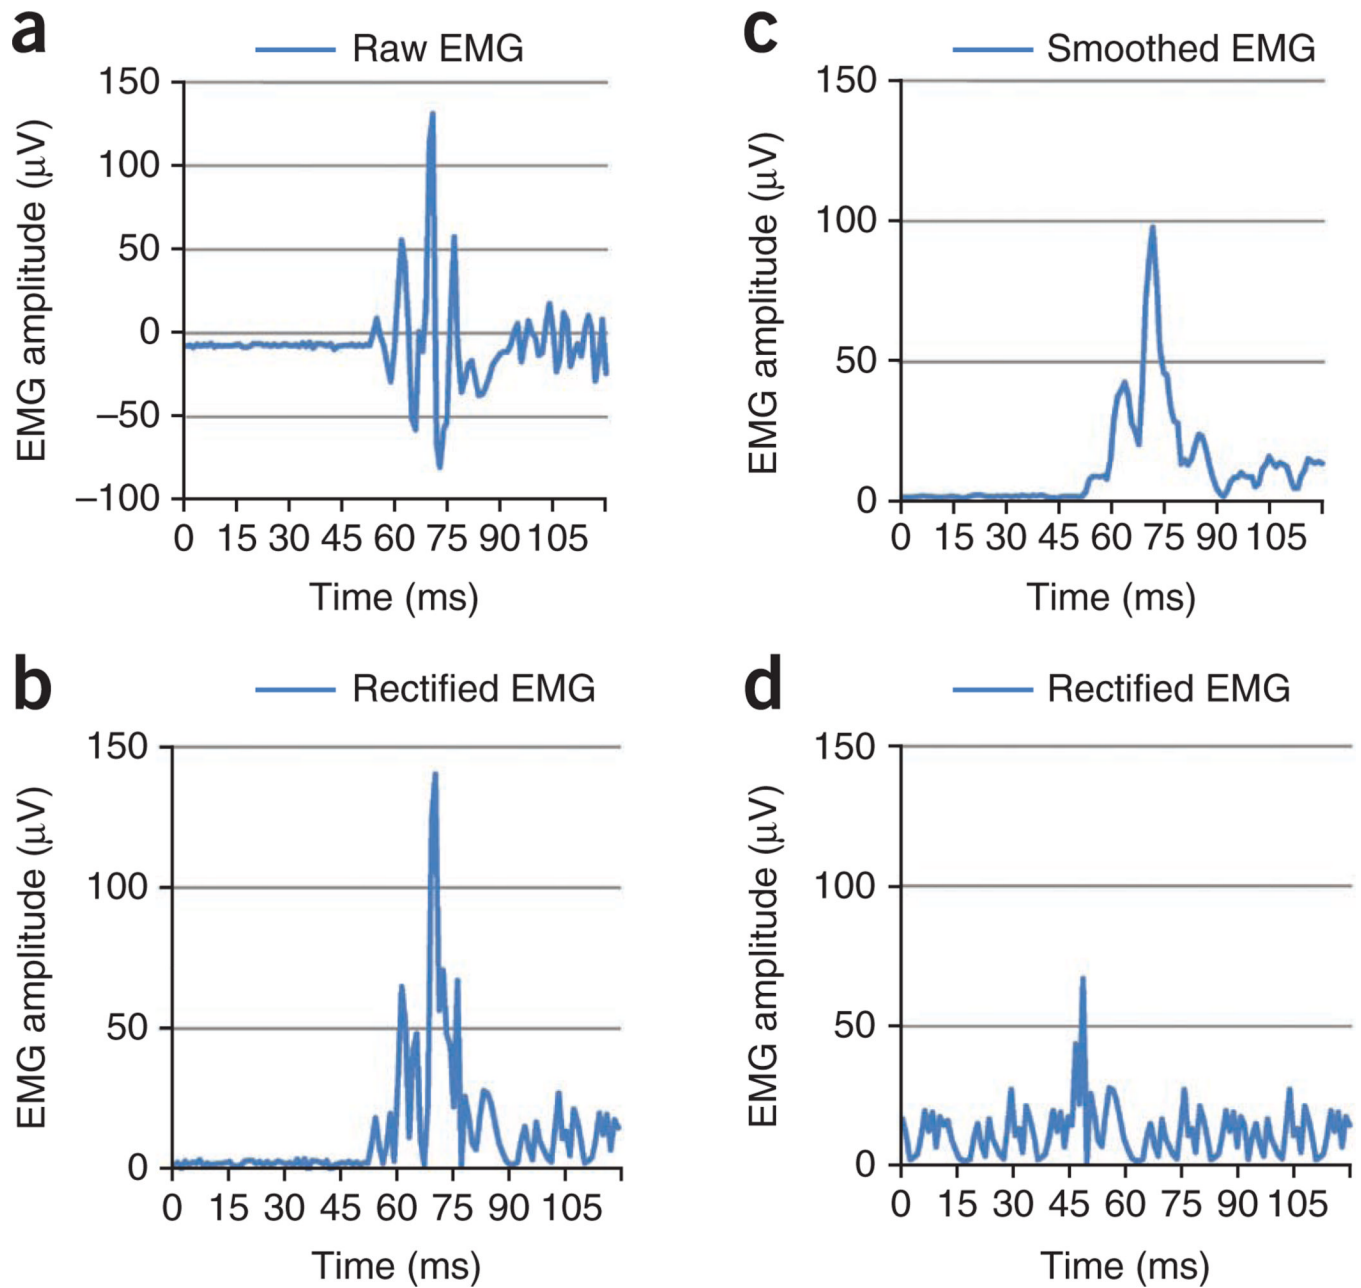 a
Raw EMG
150
100
50
0
–50
–100
EMG amplitude (μV)
0 15 30 45 60 75 90 105
Time (ms)
c
Smoothed EMG
150
100
50
0
EMG amplitude (μV)
0 15 30 45 60 75 90 105
Time (ms)
b
Rectified EMG
150
100
50
0
EMG amplitude (μV)
0 15 30 45 60 75 90 105
Time (ms)
d
Rectified EMG
150
100
50
0
EMG amplitude (μV)
0 15 30 45 60 75 90 105
Time (ms)